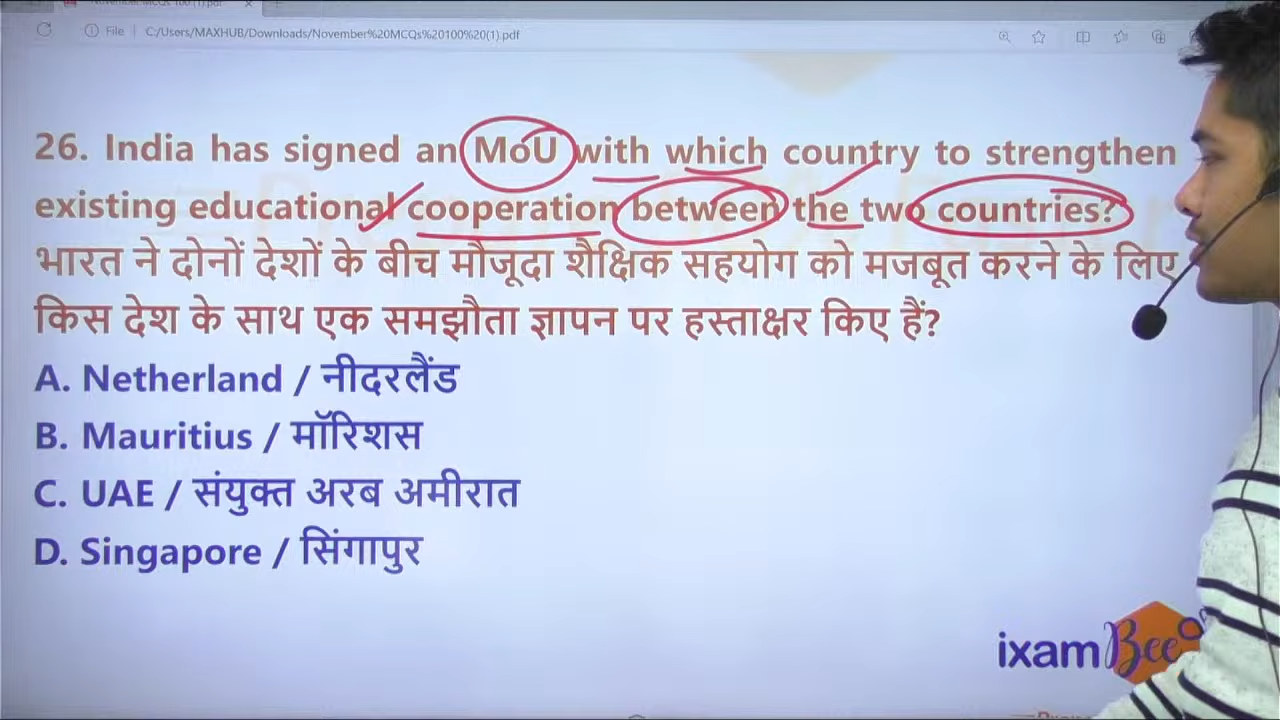 File
C:/Users/MAXHUB/Downloads/November%20MCQs%20100%20(1).pdf
26. India has signed an MoU with which country to strengthen
existing educational cooperation between the two countries?
भारत ने दोनों देशों के बीच मौजूदा शैक्षिक सहयोग को मजबूत करने के लिए
किस देश के साथ एक समझौता ज्ञापन पर हस्ताक्षर किए हैं?
A. Netherland / नीदरलैंड
B. Mauritius / मॉरिशस
C. UAE / संयुक्त अरब अमीरात
D. Singapore / सिंगापुर
ixamBee